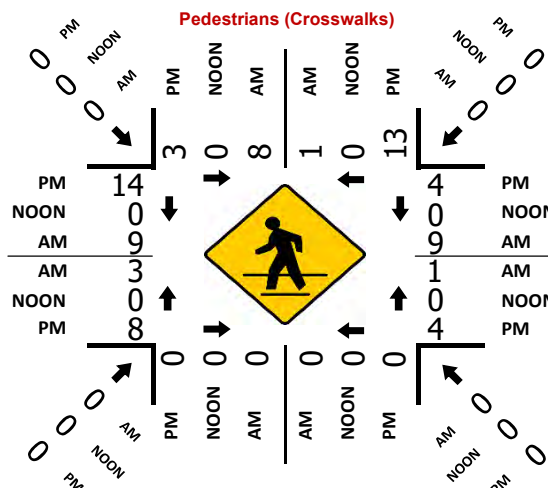 Pedestrians (Crosswalks)
0 PM
0 NOON
0 AM
PM NOON AM AM NOON PM
PM 0
NOON 0
AM 0
3 0 8 1 0 13
PM 14 4 PM
NOON 0 0 NOON
AM 9 9 AM
AM 3 1 AM
NOON 0 0 NOON
PM 8 4 PM
0 0 0 0 0 0
PM NOON AM AM NOON PM
0 AM
0 NOON
0 PM
0 AM
0 NOON
0 PM